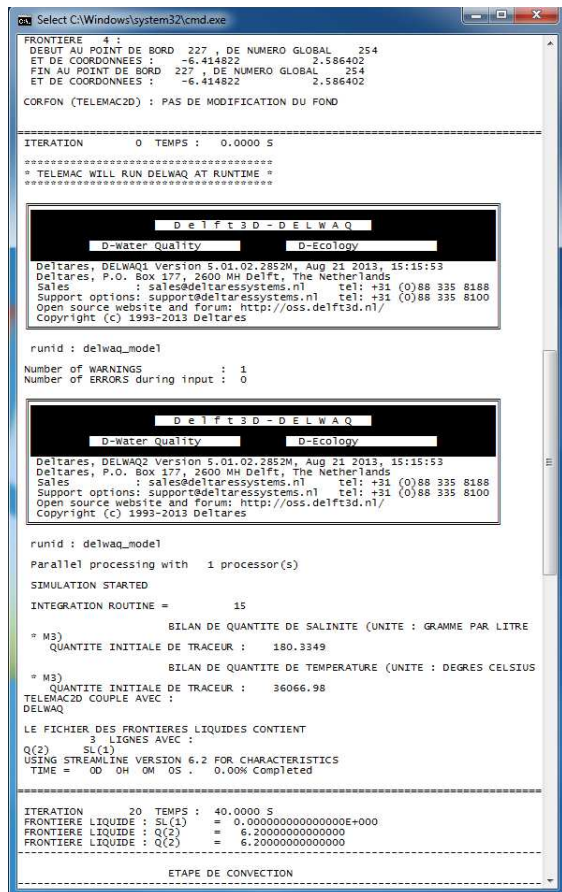 Select C:\Windows\system32\cmd.exe
FRONTIERE 4 :
DEBUT AU POINT DE BORD 227 , DE NUMERO GLOBAL 254
ET DE COORDONNEES : -6.414822 2.586402
FIN AU POINT DE BORD 227 , DE NUMERO GLOBAL 254
ET DE COORDONNEES : -6.414822 2.586402
CORFON (TELEMAC2D) : PAS DE MODIFICATION DU FOND
ITERATION 0 TEMPS : 0.0000 S
****************************************
* TELEMAC WILL RUN DELWAQ AT RUNTIME *
****************************************
D e l f t 3 D - D E L W A Q
D-Water Quality D-Ecology
Deltares, DELWAQ1 Version 5.01.02.2852M, Aug 21 2013, 15:15:53
Deltares, P.O. Box 177, 2600 MH Delft, The Netherlands
Sales : sales@deltaressystems.nl tel: +31 (0)88 335 8188
Support options: support@deltaressystems.nl tel: +31 (0)88 335 8100
Open source website and forum: http://oss.delft3d.nl/
Copyright (c) 1993-2013 Deltares
runid : delwaq_model
Number of WARNINGS : 1
Number of ERRORS during input : 0
D e l f t 3 D - D E L W A Q
D-Water Quality D-Ecology
Deltares, DELWAQ2 Version 5.01.02.2852M, Aug 21 2013, 15:15:53
Deltares, P.O. Box 177, 2600 MH Delft, The Netherlands
Sales : sales@deltaressystems.nl tel: +31 (0)88 335 8188
Support options: support@deltaressystems.nl tel: +31 (0)88 335 8100
Open source website and forum: http://oss.delft3d.nl/
Copyright (c) 1993-2013 Deltares
runid : delwaq_model
Parallel processing with 1 processor(s)
SIMULATION STARTED
INTEGRATION ROUTINE = 15
BILAN DE QUANTITE DE SALINITE (UNITE : GRAMME PAR LITRE
* M3)
QUANTITE INITIALE DE TRACEUR : 180.3349
BILAN DE QUANTITE DE TEMPERATURE (UNITE : DEGRES CELSIUS
* M3)
QUANTITE INITIALE DE TRACEUR : 36066.98
TELEMAC2D COUPLE AVEC :
DELWAQ
LE FICHIER DES FRONTIERES LIQUIDES CONTIENT
3 LIGNES AVEC :
Q(2) SL(1)
USING STREAMLINE VERSION 6.2 FOR CHARACTERISTICS
TIME = 0D 0H 0M 0S . 0.00% Completed
ITERATION 20 TEMPS : 40.0000 S
FRONTIERE LIQUIDE : SL(1) = 0.000000000000000E+000
FRONTIERE LIQUIDE : Q(2) = 6.20000000000000
FRONTIERE LIQUIDE : Q(2) = 6.20000000000000
ETAPE DE CONVECTION